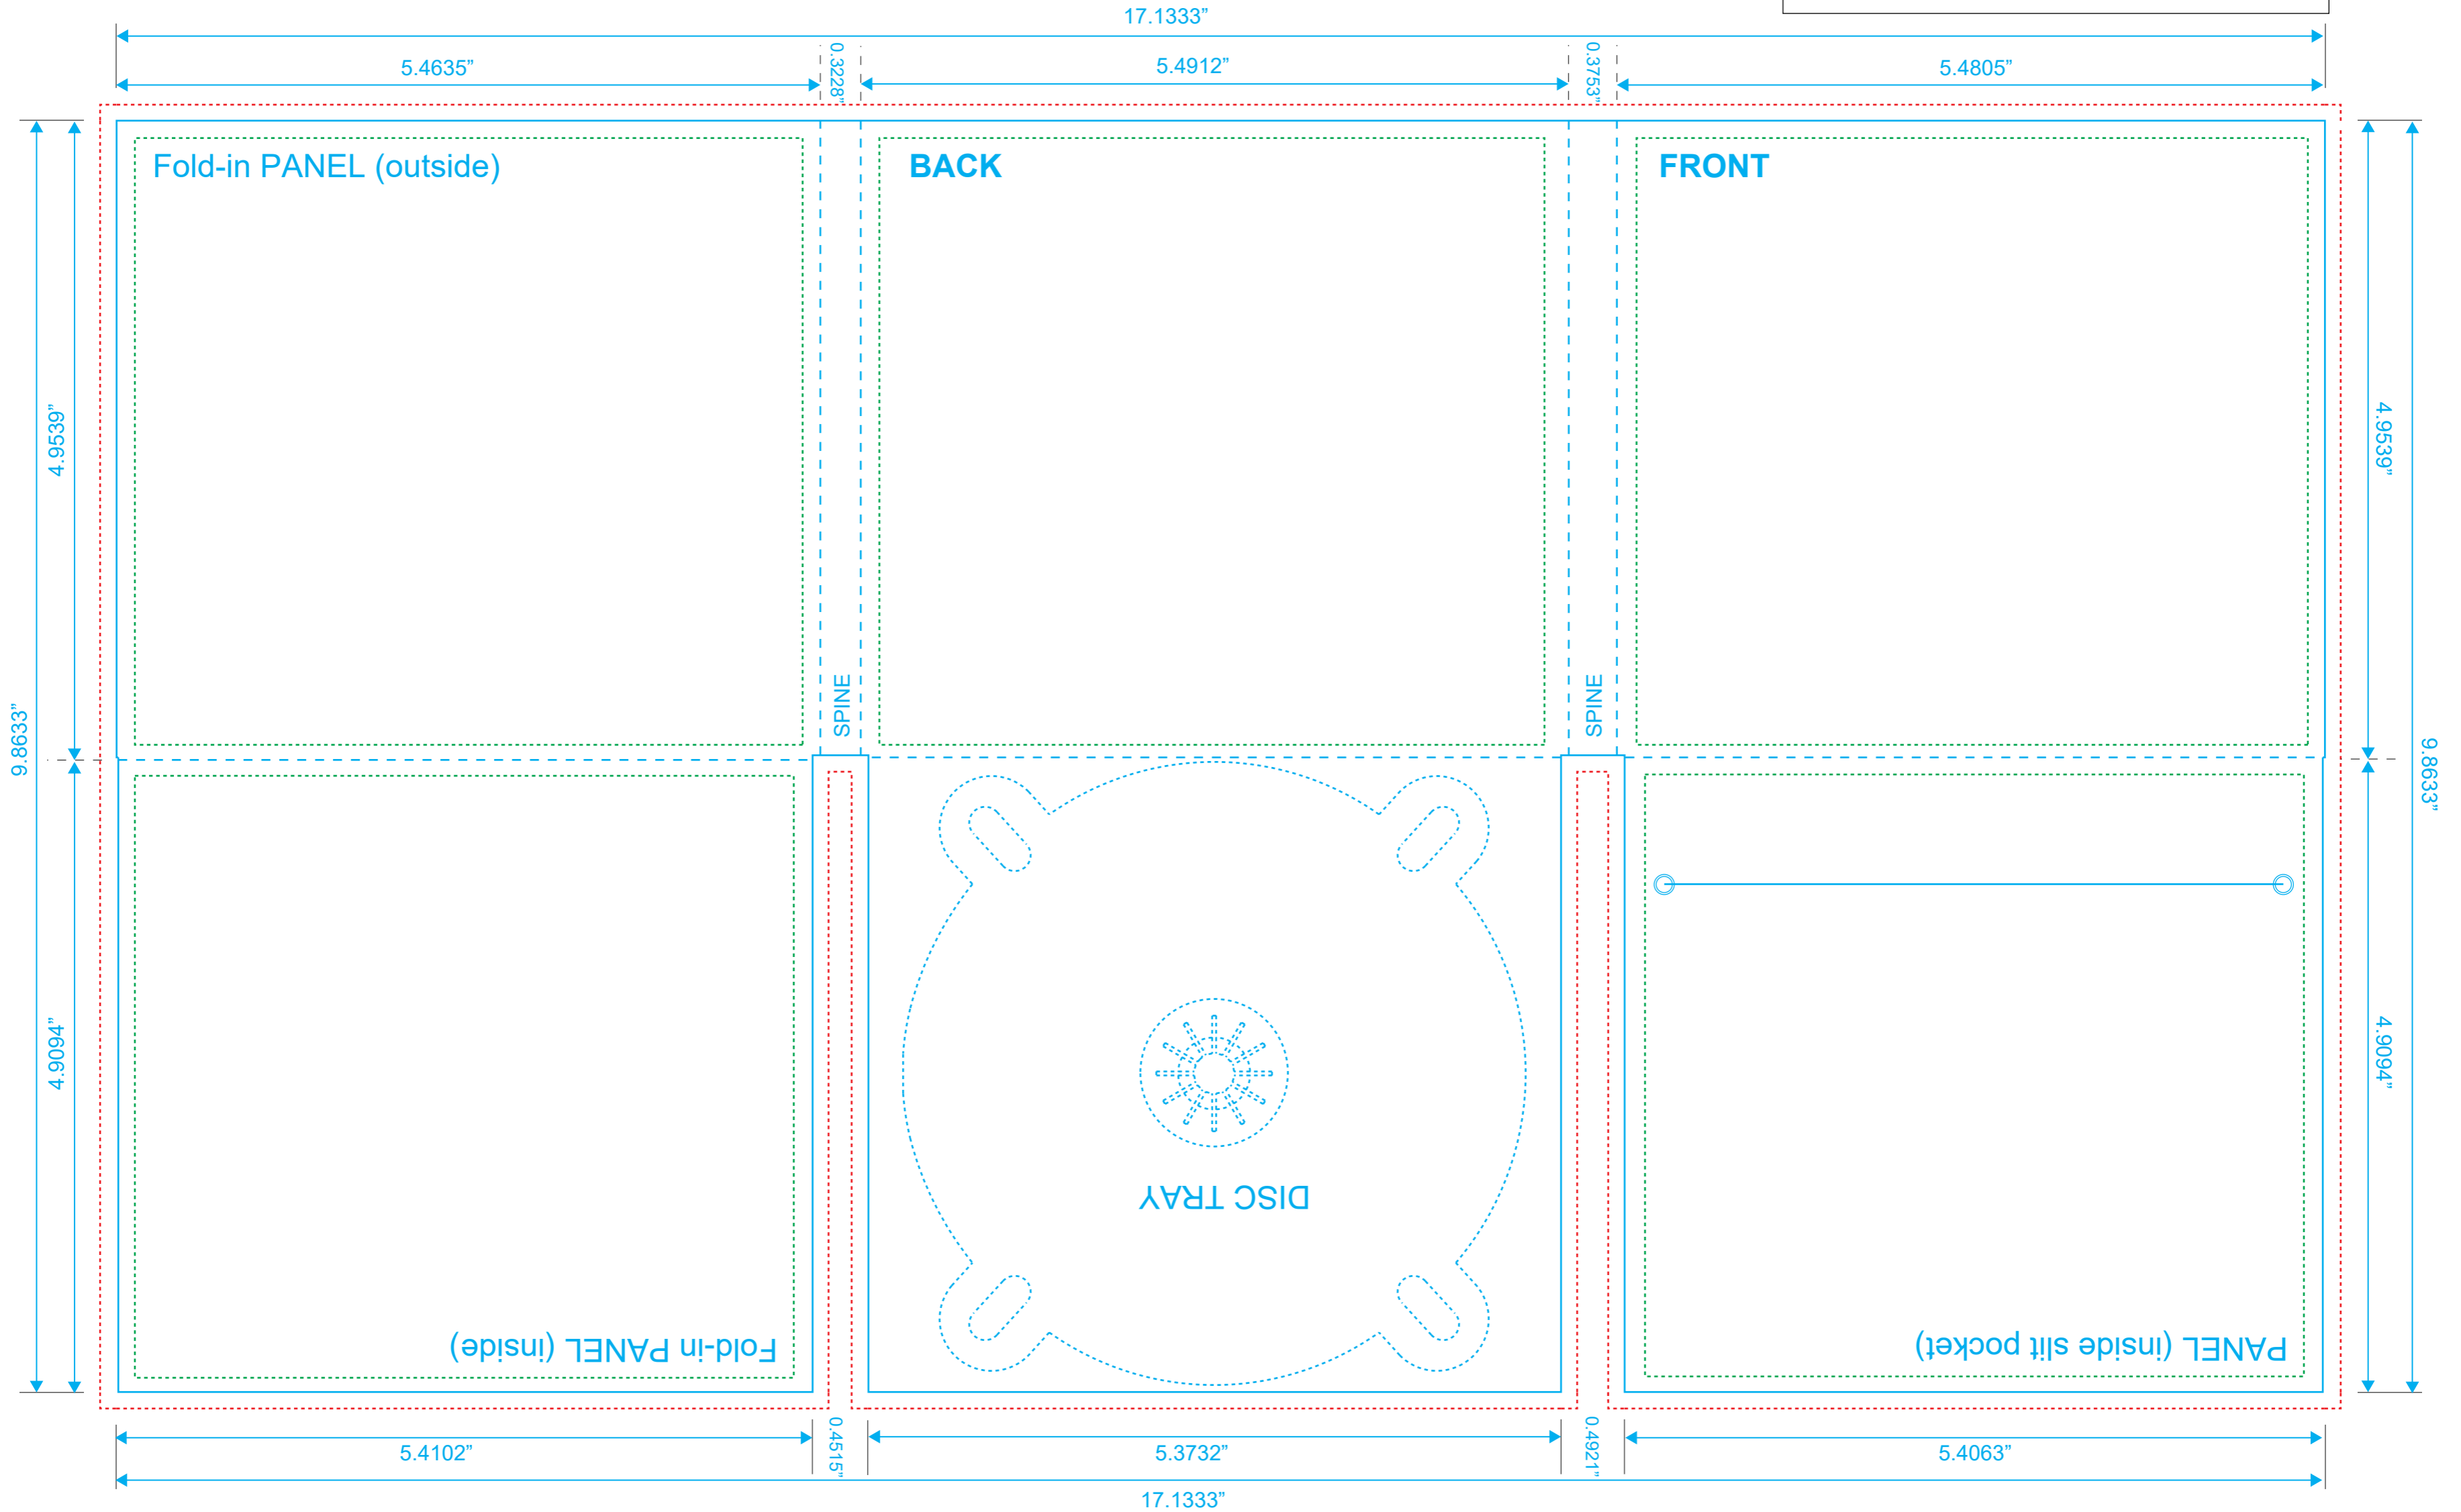 17.1333”
5.4635”
0.3228”
5.4912”
0.3753”
5.4805”
Fold-in PANEL (outside)
BACK
FRONT
4.9539”
4.9539”
SPINE
SPINE
9.8633”
9.8633”
4.9094”
4.9094”
DISC TRAY
Fold-in PANEL (inside)
PANEL (inside slit pocket)
5.4102”
0.4515”
5.3732”
0.4921”
5.4063”
17.1333”